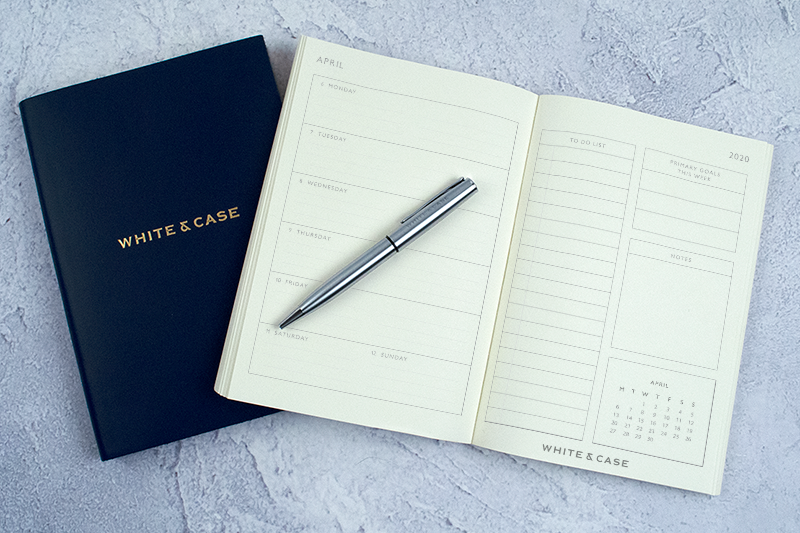 WHITE & CASE
APRIL
6 MONDAY
7 TUESDAY
8 WEDNESDAY
9 THURSDAY
10 FRIDAY
11 SATURDAY
12 SUNDAY
TO DO LIST
2020
PRIMARY GOALS
THIS WEEK
NOTES
APRIL
M T W T F S S
1 2 3 4 5
6 7 8 9 10 11 12
13 14 15 16 17 18 19
20 21 22 23 24 25 26
27 28 29 30
WHITE & CASE